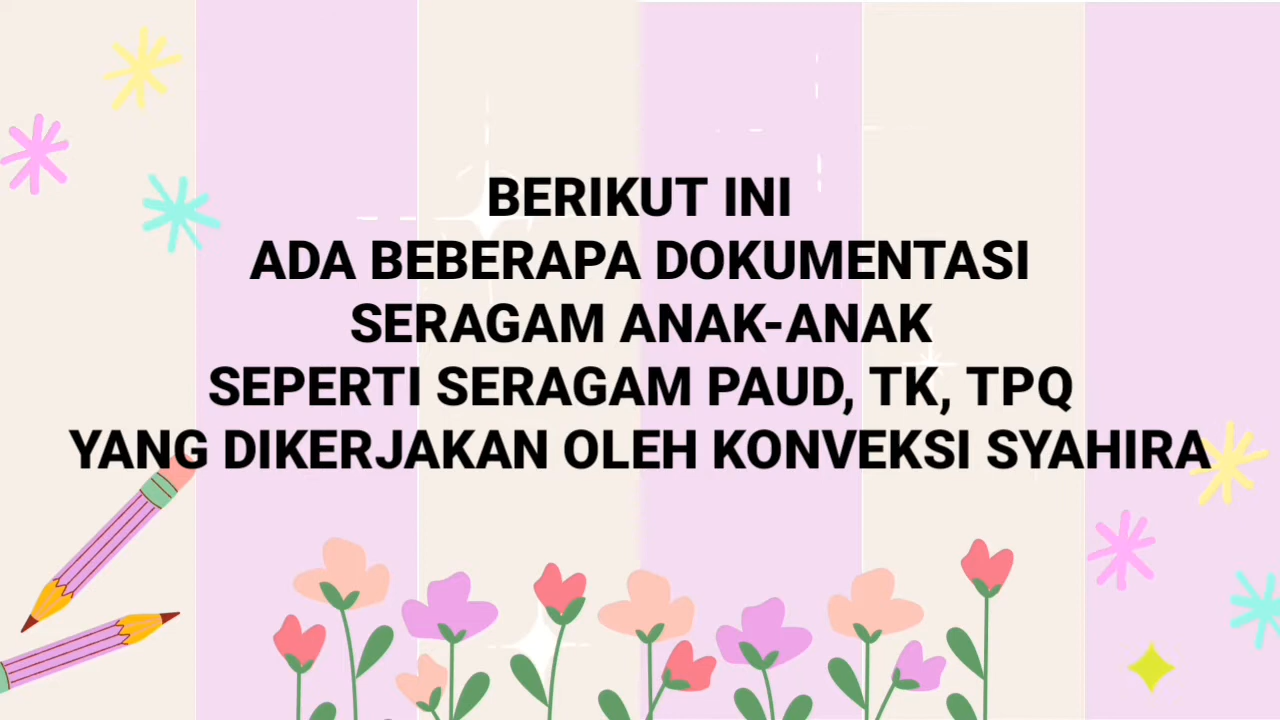 BERIKUT INI
ADA BEBERAPA DOKUMENTASI
SERAGAM ANAK-ANAK
SEPERTI SERAGAM PAUD, TK, TPQ
YANG DIKERJAKAN OLEH KONVEKSI SYAHIRA